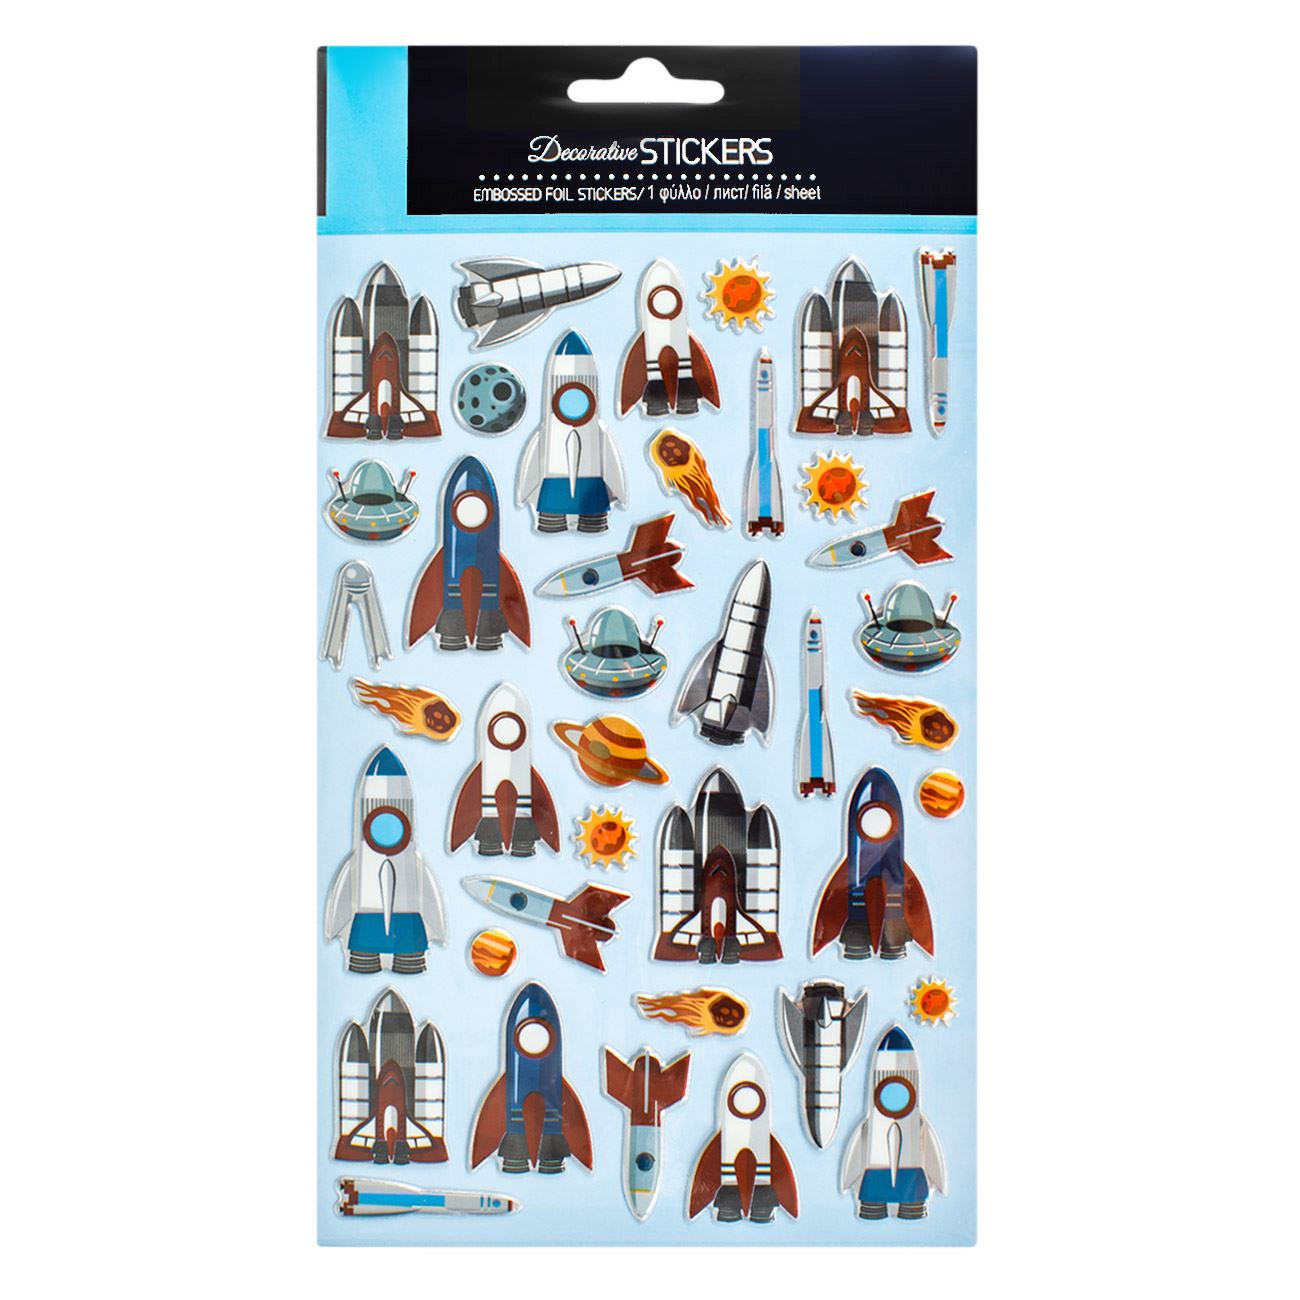 Decorative STICKERS
EMBOSSED FOIL STICKERS/ 1 φύλλο / лист/ filă / sheet